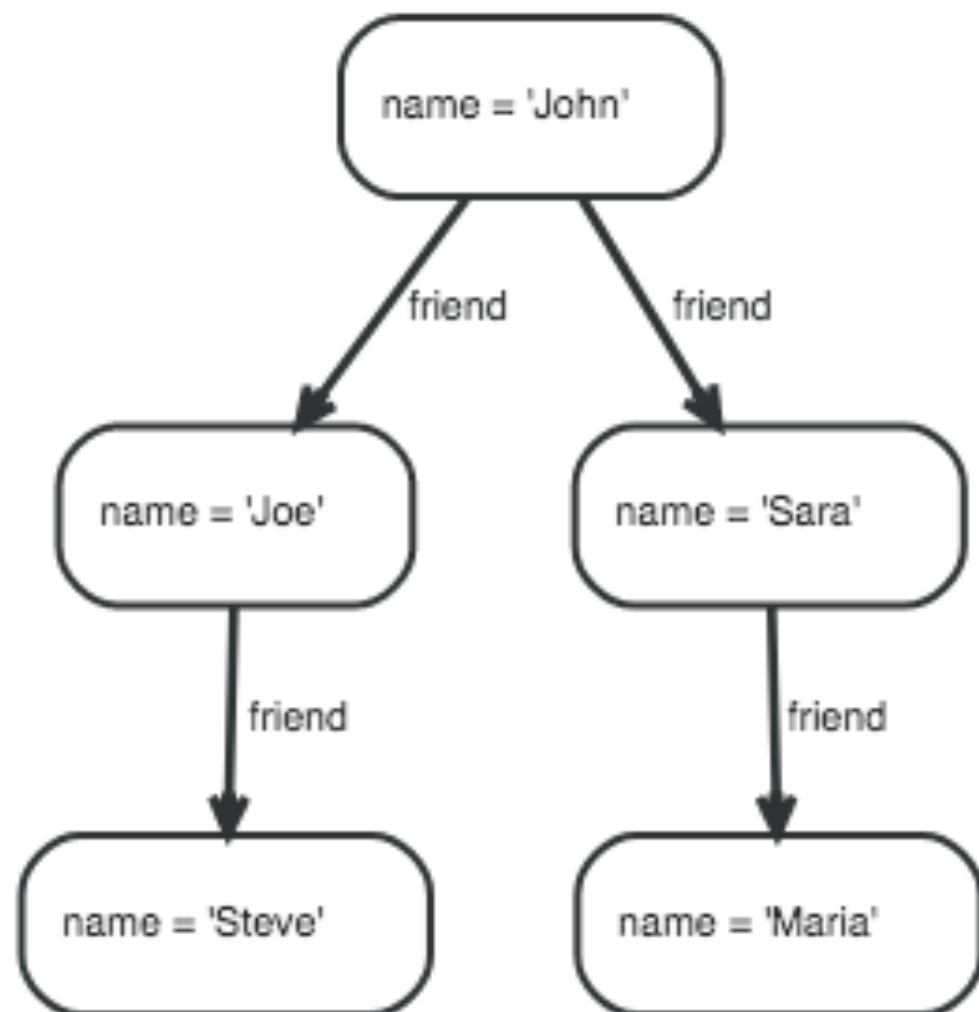 name = 'John'
friend
friend
name = 'Joe'
name = 'Sara'
friend
friend
name = 'Steve'
name = 'Maria'